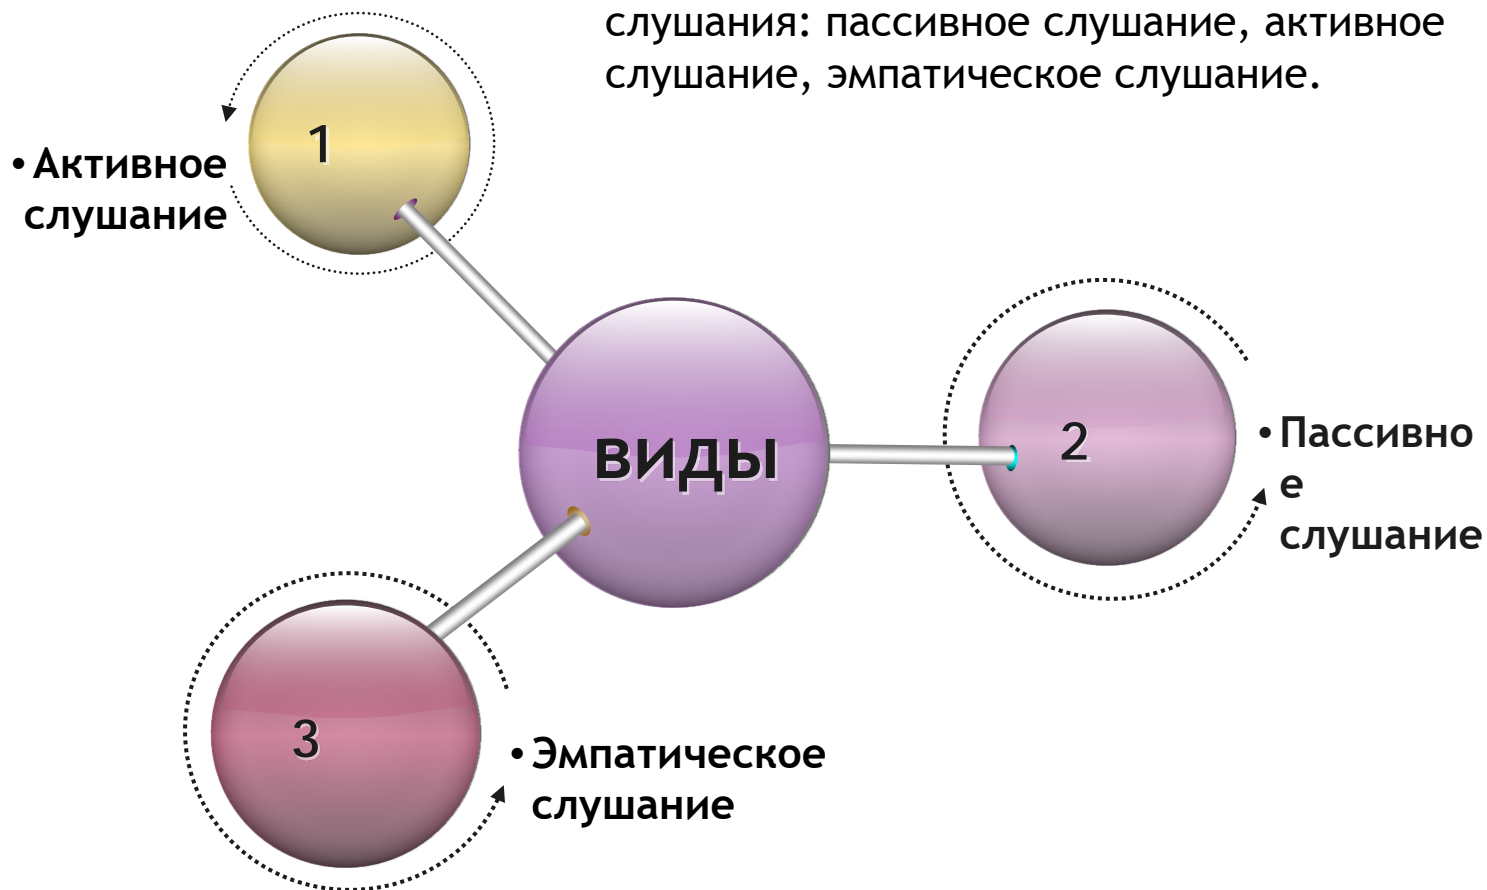 слушания: пассивное слушание, активное
слушание, эмпатическое слушание.
1
• Активное
слушание
ВИДЫ
2
• Пассивно
е
слушание
3
• Эмпатическое
слушание